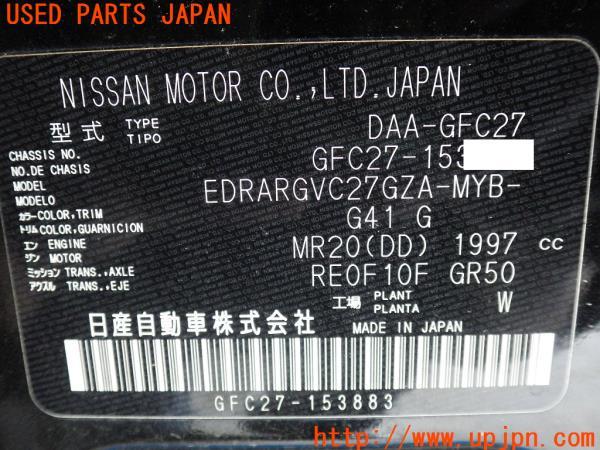 USED PARTS JAPAN
NISSAN MOTOR CO.,LTD.JAPAN
型式 TYPE TIPO DAA-GFC27
CHASSIS NO. NO.DE CHASIS GFC27-153
MODEL MODELO EDRARGVC27GZA-MYB-
カラー COLOR,TRIM トリム COLOR,GUARNICION G41 G
エンジン ENGINE MOTOR MR20(DD) 1997 cc
ミッション TRANS.,AXLE アクスル TRANS.,EJE RE0F10F GR50
工場 PLANT PLANTA W
日産自動車株式会社 MADE IN JAPAN
GFC27-153883
http://www.upjpn.com